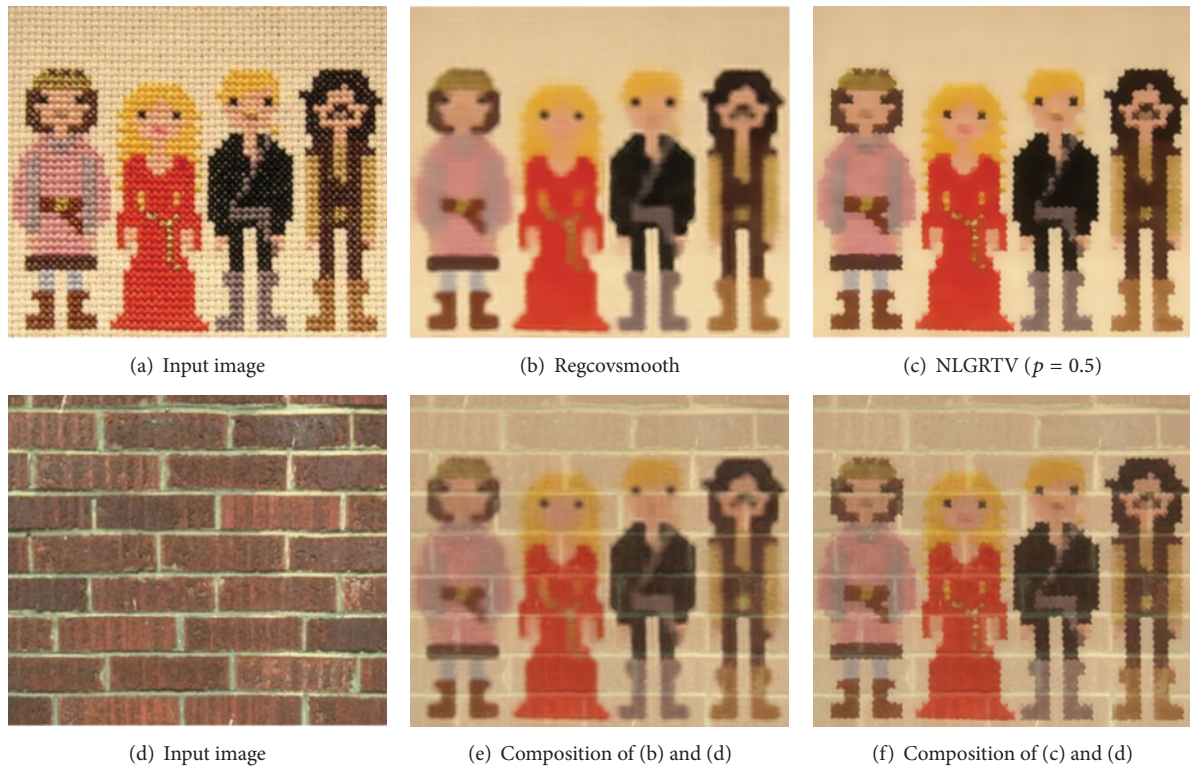 (a) Input image
(b) Regcovsmooth
(c) NLGRTV (p = 0.5)
(d) Input image
(e) Composition of (b) and (d)
(f) Composition of (c) and (d)